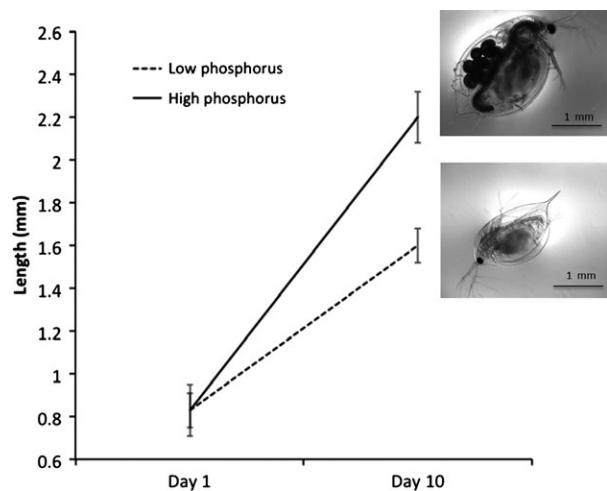 2.6
2.4
2.2
2
1.8
1.6
1.4
1.2
1
0.8
0.6
Length (mm)
Low phosphorus
High phosphorus
Day 1
Day 10
1 mm
1 mm